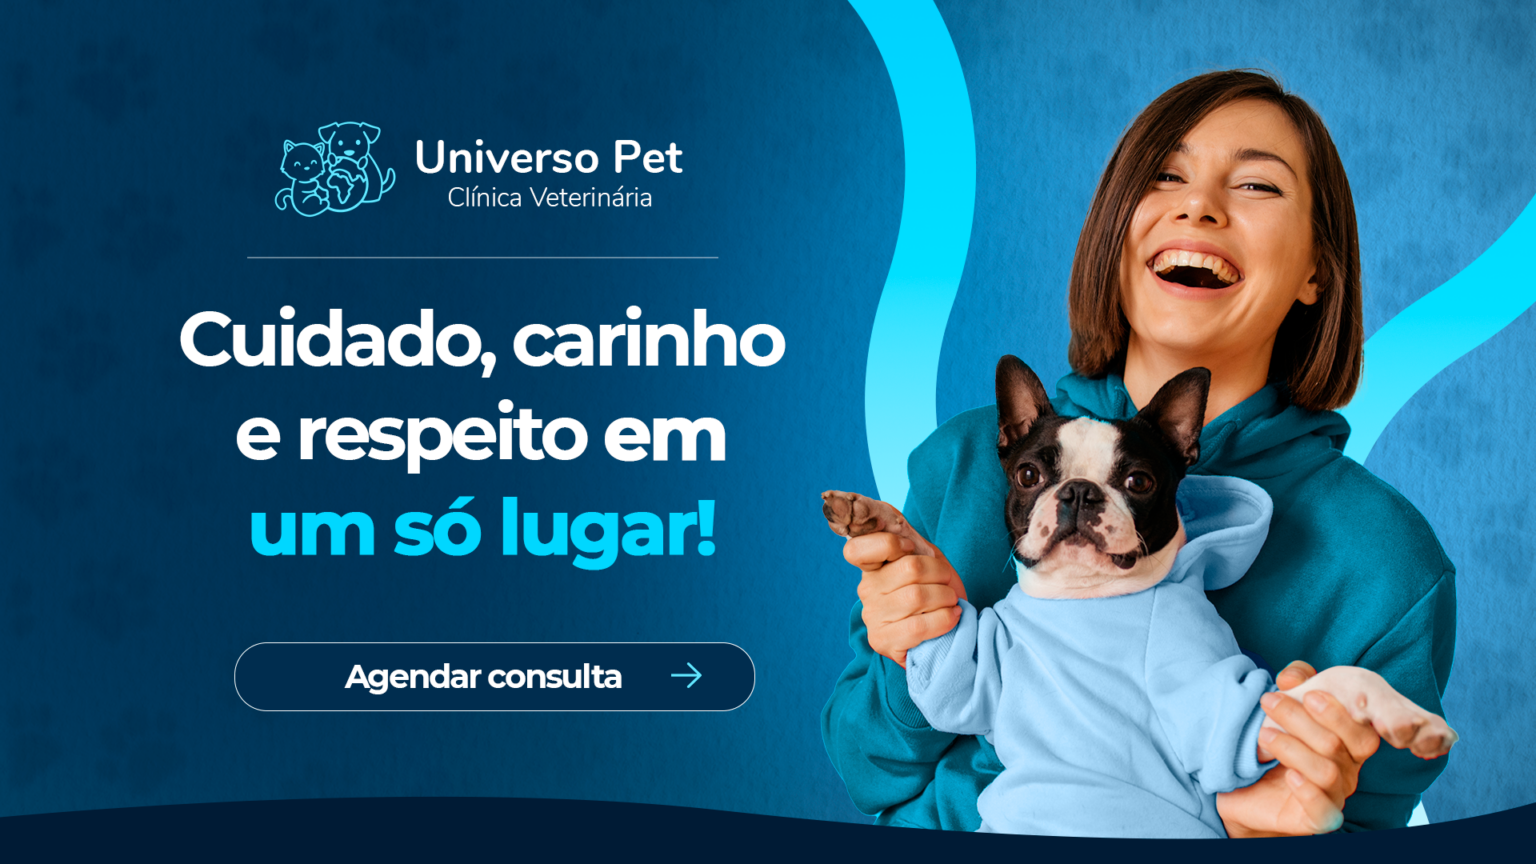 Universo Pet
Clínica Veterinária
Cuidado, carinho
e respeito em
um só lugar!
Agendar consulta